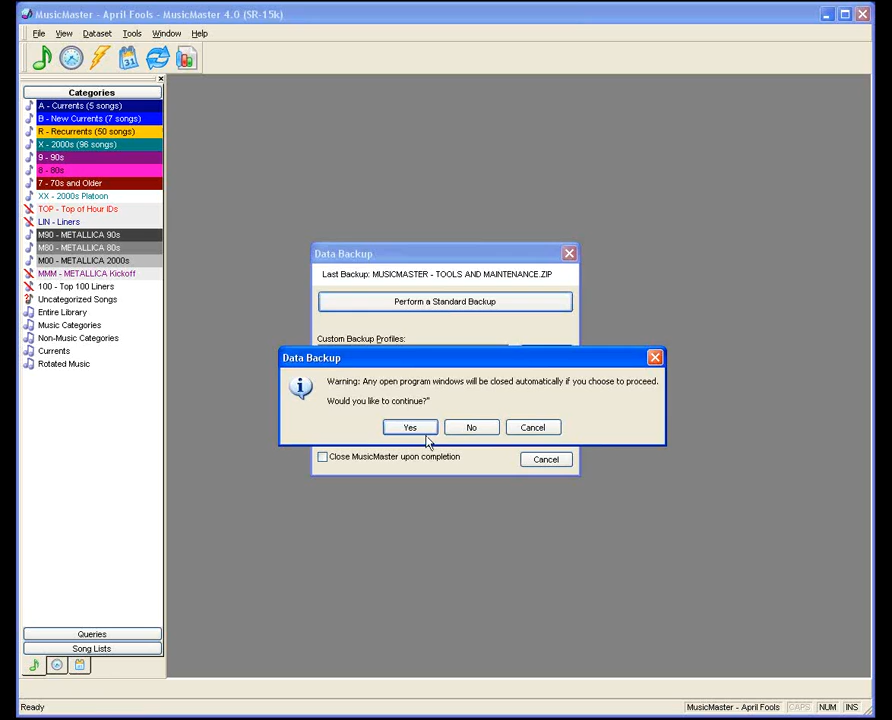 MusicMaster - April Fools - MusicMaster 4.0 (SR-15k)
File View Dataset Tools Window Help
31
Categories
A - Currents (5 songs)
B - New Currents (7 songs)
R - Recurrents (50 songs)
X - 2000s (96 songs)
9 - 90s
8 - 80s
7 - 70s and Older
XX - 2000s Platoon
TOP - Top of Hour IDs
LIN - Liners
M90 - METALLICA 90s
M80 - METALLICA 80s
M00 - METALLICA 2000s
MMM - METALLICA Kickoff
100 - Top 100 Liners
Uncategorized Songs
Entire Library
Music Categories
Non-Music Categories
Currents
Rotated Music
Queries
Song Lists
Data Backup
Last Backup: MUSICMASTER - TOOLS AND MAINTENANCE.ZIP
Perform a Standard Backup
Custom Backup Profiles:
Data Backup
Warning: Any open program windows will be closed automatically if you choose to proceed.
Would you like to continue?"
Yes No Cancel
Close MusicMaster upon completion
Cancel
Ready
MusicMaster - April Fools CAPS NUM INS